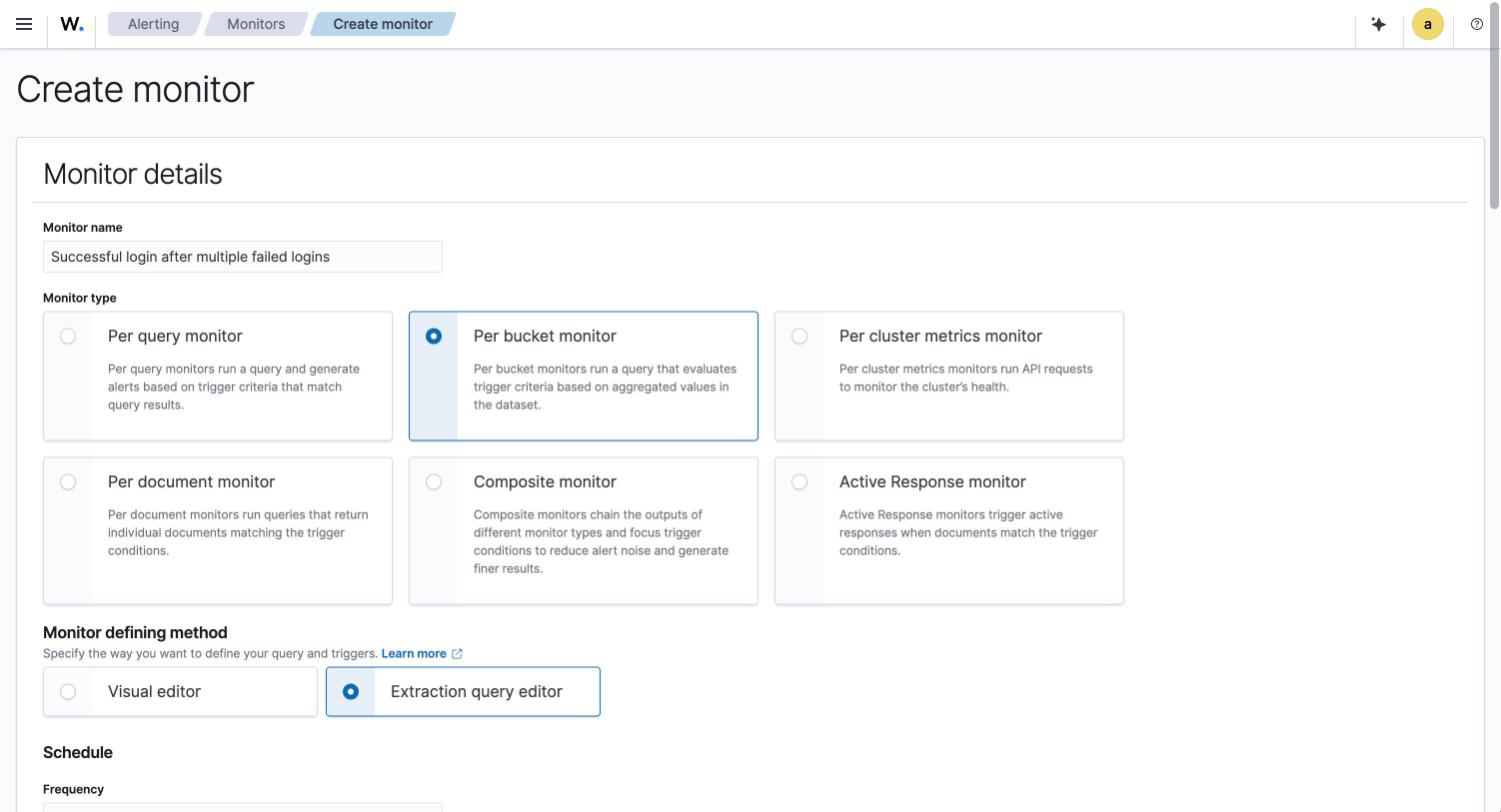 W.
Alerting
Monitors
Create monitor
a
Create monitor
Monitor details
Monitor name
Successful login after multiple failed logins
Monitor type
Per query monitor
Per query monitors run a query and generate
alerts based on trigger criteria that match
query results.
Per bucket monitor
Per bucket monitors run a query that evaluates
trigger criteria based on aggregated values in
the dataset.
Per cluster metrics monitor
Per cluster metrics monitors run API requests
to monitor the cluster's health.
Per document monitor
Per document monitors run queries that return
individual documents matching the trigger
conditions.
Composite monitor
Composite monitors chain the outputs of
different monitor types and focus trigger
conditions to reduce alert noise and generate
finer results.
Active Response monitor
Active Response monitors trigger active
responses when documents match the trigger
conditions.
Monitor defining method
Specify the way you want to define your query and triggers. Learn more
Visual editor
Extraction query editor
Schedule
Frequency